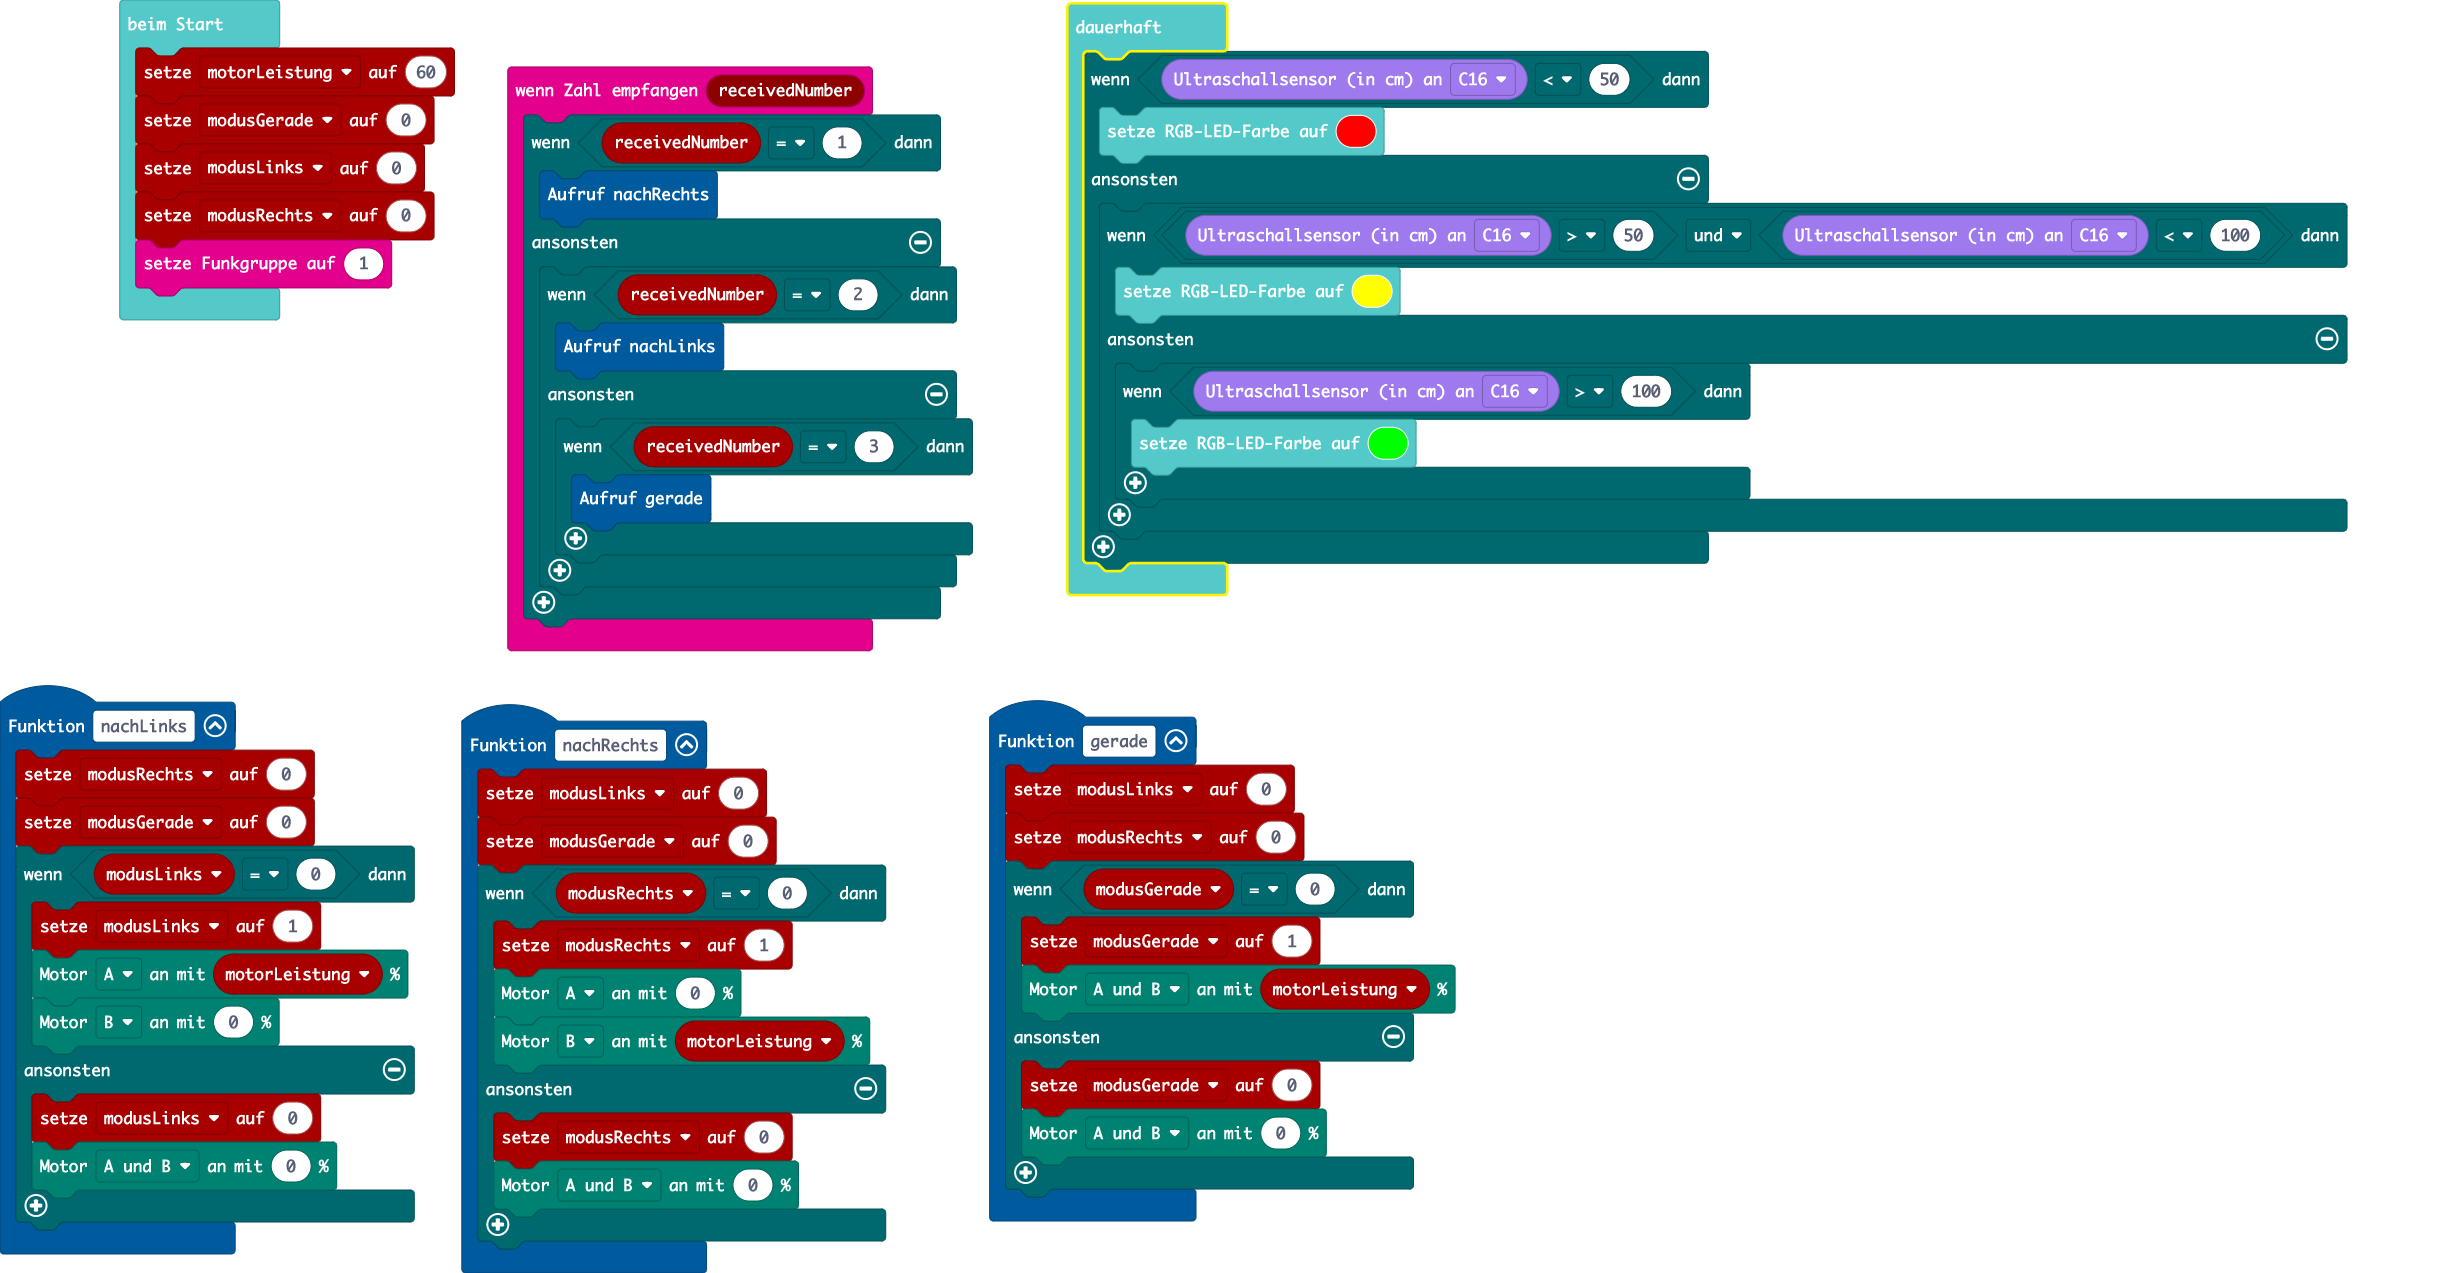 beim Start
setze motorLeistung auf 60
setze modusGerade auf 0
setze modusLinks auf 0
setze modusRechts auf 0
setze Funkgruppe auf 1
wenn Zahl empfangen receivedNumber
wenn receivedNumber = 1 dann
Aufruf nachRechts
ansonsten
wenn receivedNumber = 2 dann
Aufruf nachLinks
ansonsten
wenn receivedNumber = 3 dann
Aufruf gerade
dauerhaft
wenn Ultraschallsensor (in cm) an C16 < 50 dann
setze RGB-LED-Farbe auf
ansonsten
wenn Ultraschallsensor (in cm) an C16 > 50 und Ultraschallsensor (in cm) an C16 < 100 dann
setze RGB-LED-Farbe auf
ansonsten
wenn Ultraschallsensor (in cm) an C16 > 100 dann
setze RGB-LED-Farbe auf
Funktion nachLinks
setze modusRechts auf 0
setze modusGerade auf 0
wenn modusLinks = 0 dann
setze modusLinks auf 1
Motor A an mit motorLeistung %
Motor B an mit 0 %
ansonsten
setze modusLinks auf 0
Motor A und B an mit 0 %
Funktion nachRechts
setze modusLinks auf 0
setze modusGerade auf 0
wenn modusRechts = 0 dann
setze modusRechts auf 1
Motor A an mit 0 %
Motor B an mit motorLeistung %
ansonsten
setze modusRechts auf 0
Motor A und B an mit 0 %
Funktion gerade
setze modusLinks auf 0
setze modusRechts auf 0
wenn modusGerade = 0 dann
setze modusGerade auf 1
Motor A und B an mit motorLeistung %
ansonsten
setze modusGerade auf 0
Motor A und B an mit 0 %